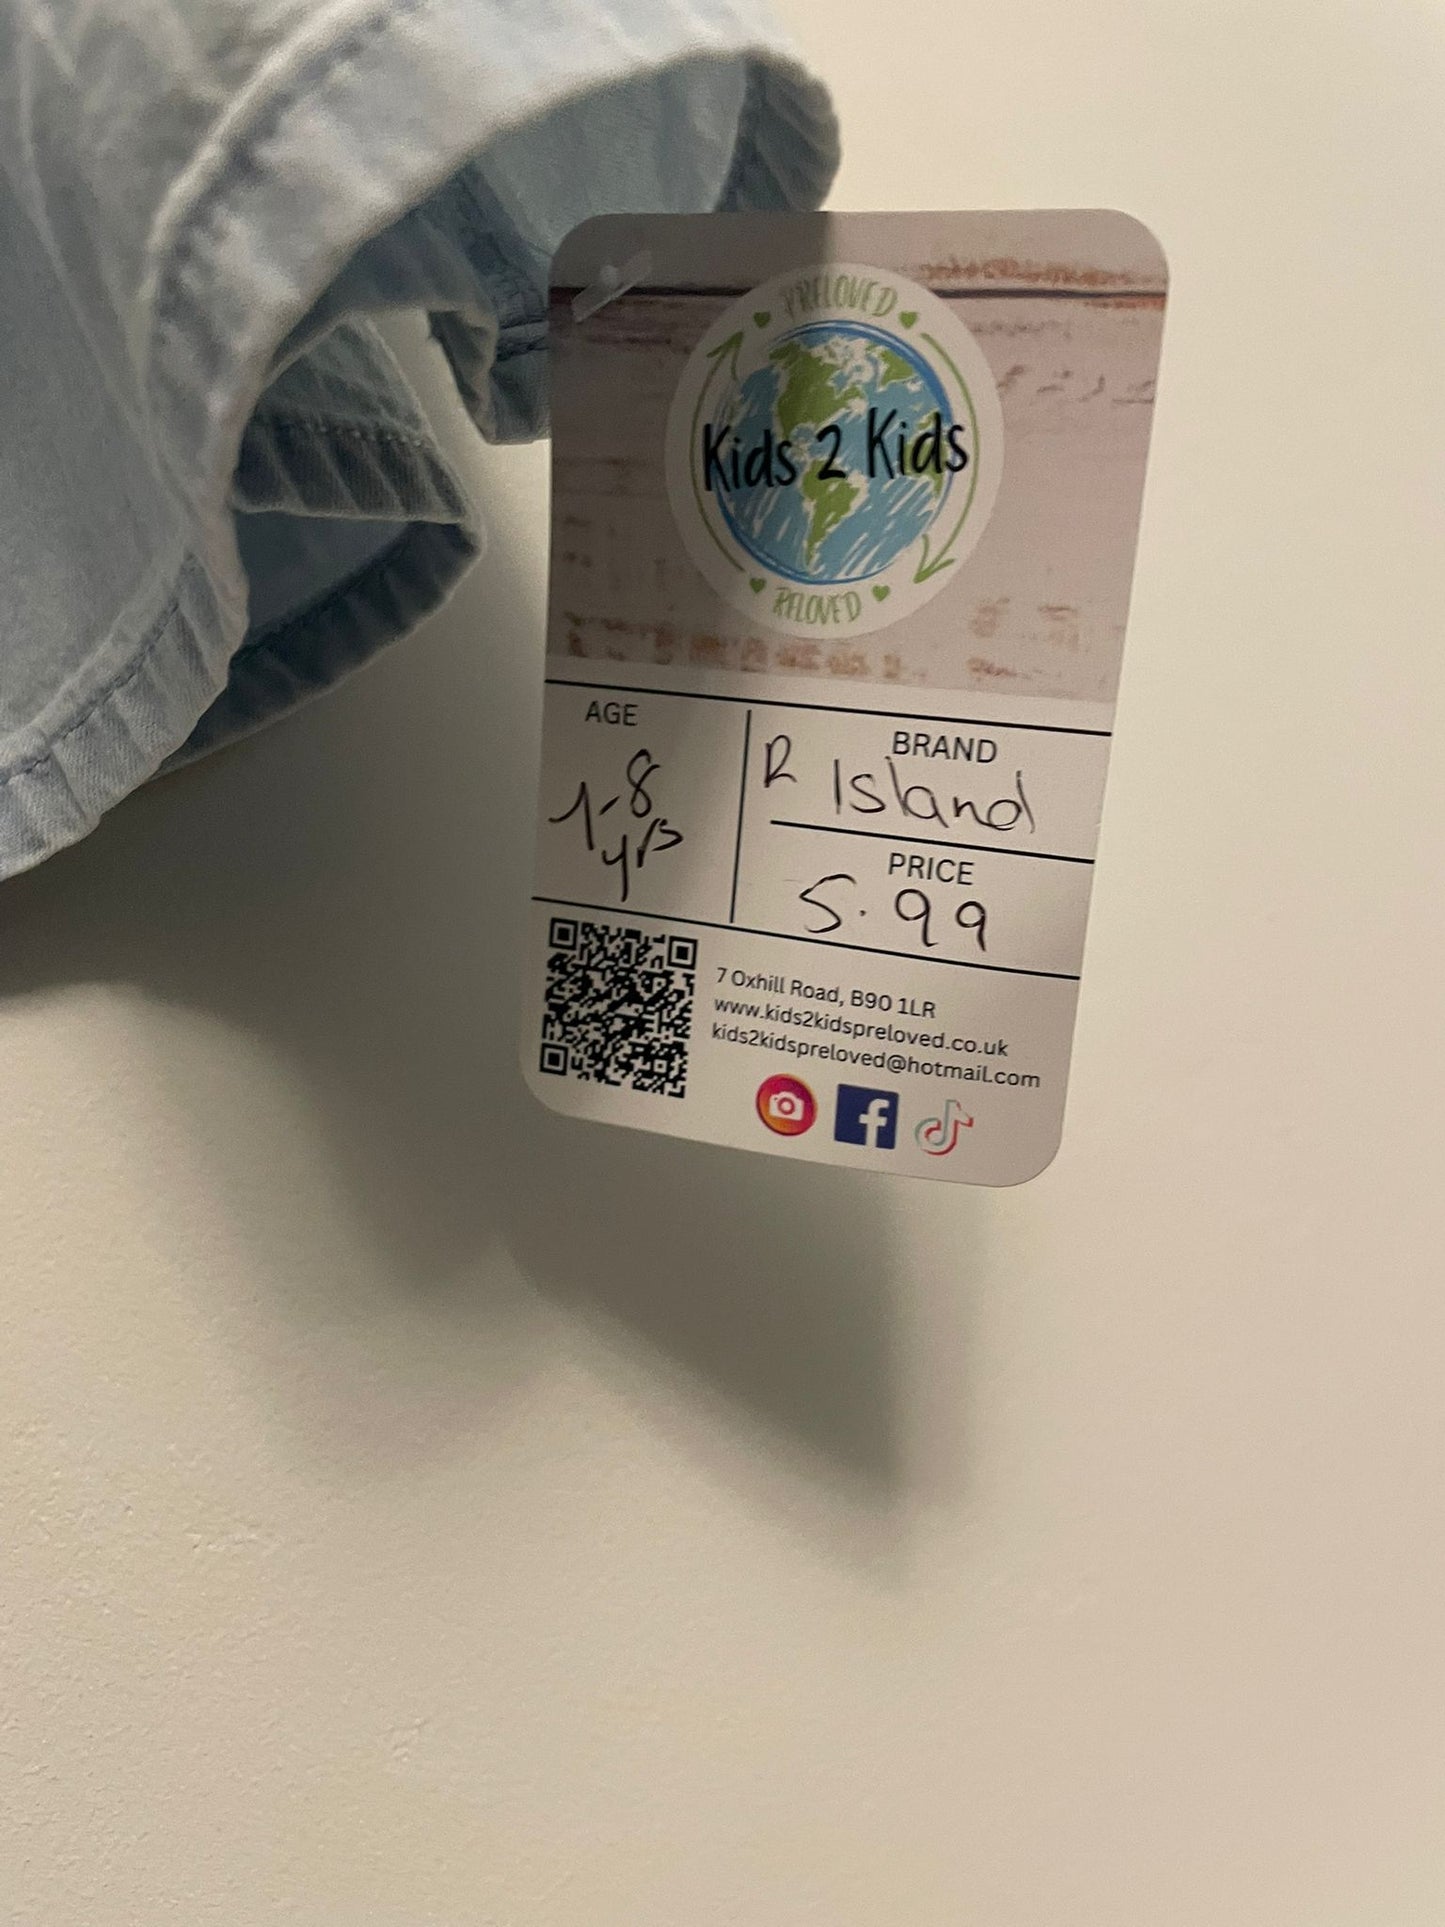 PRELOVED
Kids 2 Kids
RELOVED
AGE
7-8
yrs
BRAND
R Island
PRICE
5.99
7 Oxhill Road, B90 1LR
www.kids2kidspreloved.co.uk
kids2kidspreloved@hotmail.com